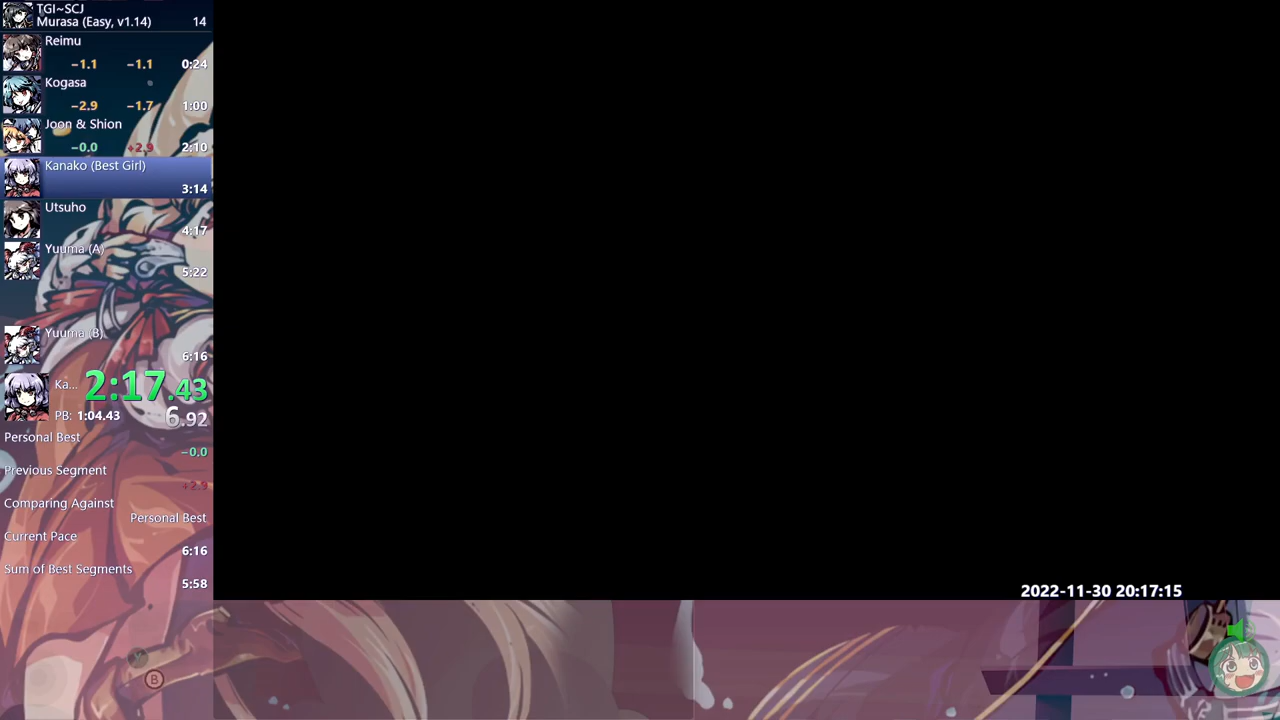 TGI~SCJ
Murasa (Easy, v1.14) 14
Reimu
−1.1 −1.1 0:24
Kogasa
−2.9 −1.7 1:00
Joon & Shion
−0.0 +2.9 2:10
Kanako (Best Girl)
3:14
Utsuho
4:17
Yuuma (A)
5:22
Yuuma (B)
6:16
Ka... 2:17.43
PB: 1:04.43 6.92
Personal Best
−0.0
Previous Segment
+2.9
Comparing Against
Personal Best
Current Pace
6:16
Sum of Best Segments
5:58
2022-11-30 20:17:15
B